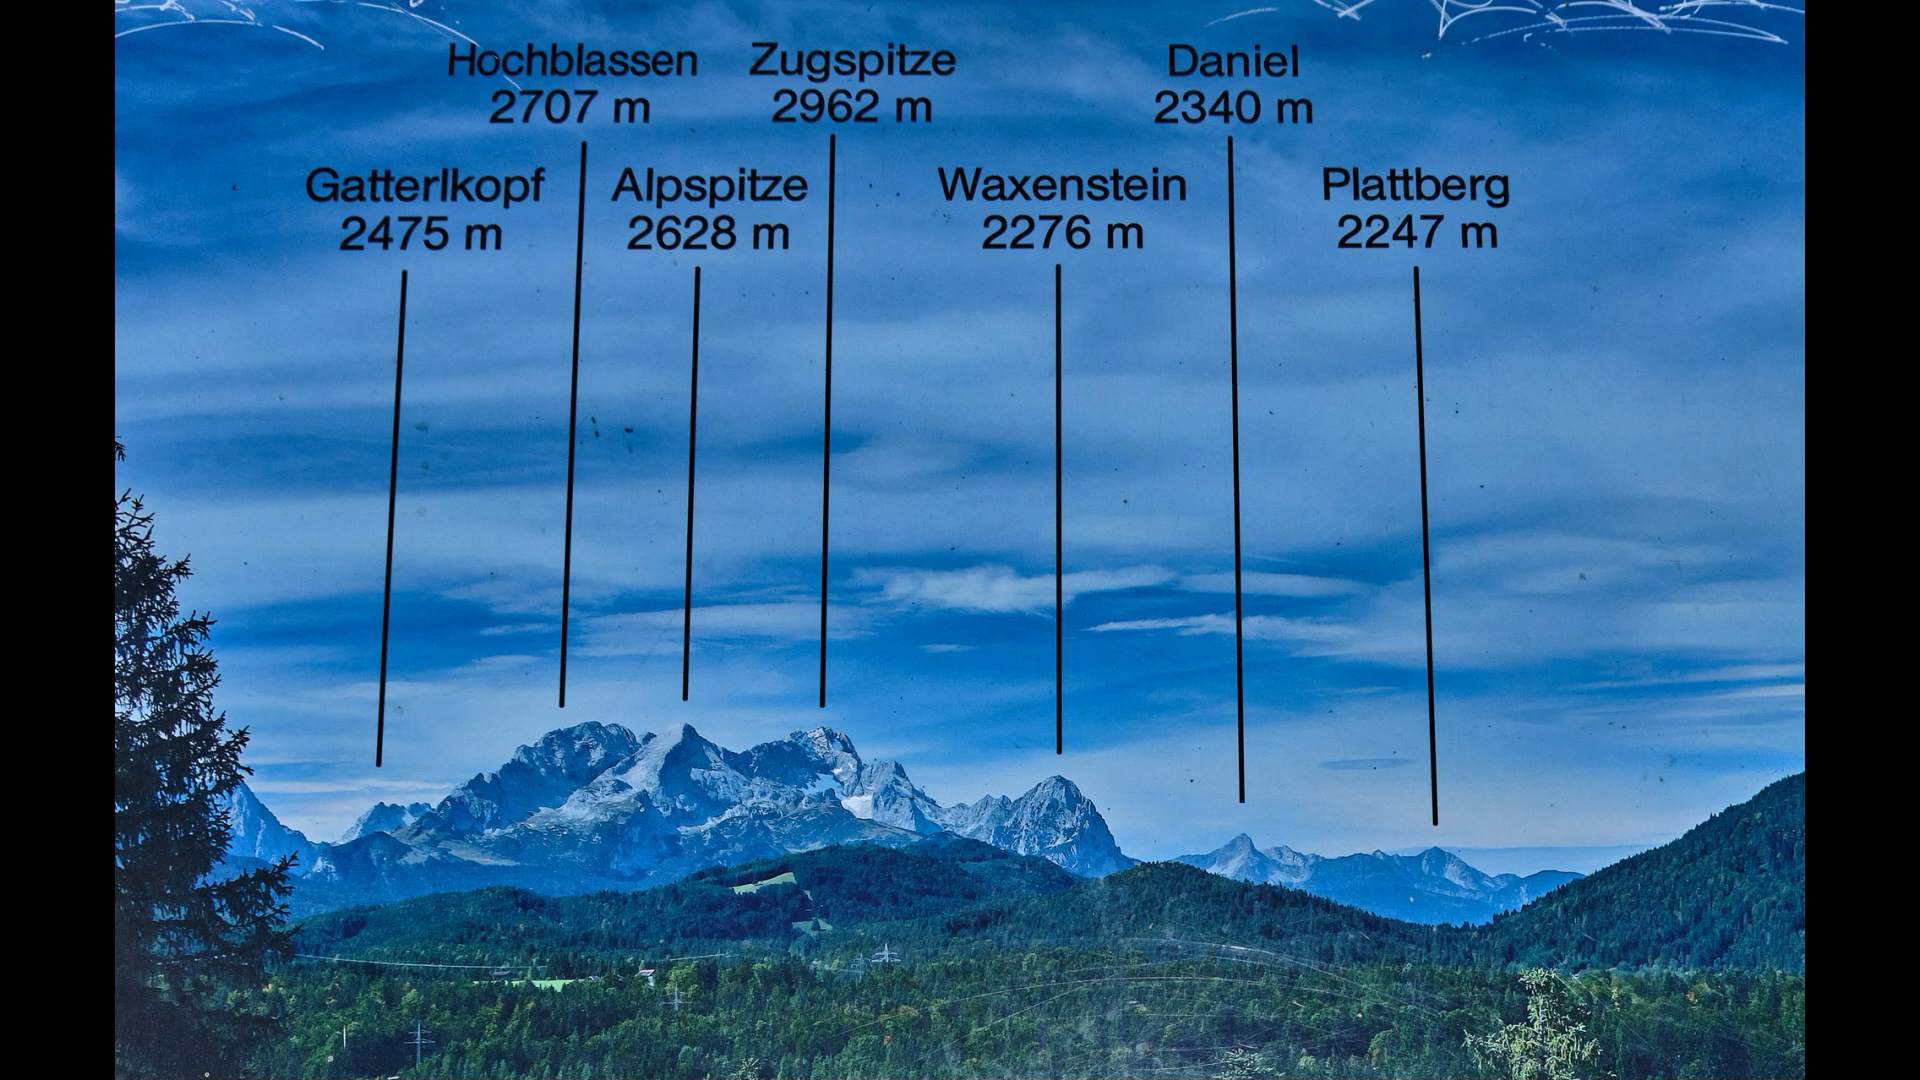 Hochblassen
2707 m
Zugspitze
2962 m
Daniel
2340 m
Gatterlkopf
2475 m
Alpspitze
2628 m
Waxenstein
2276 m
Plattberg
2247 m